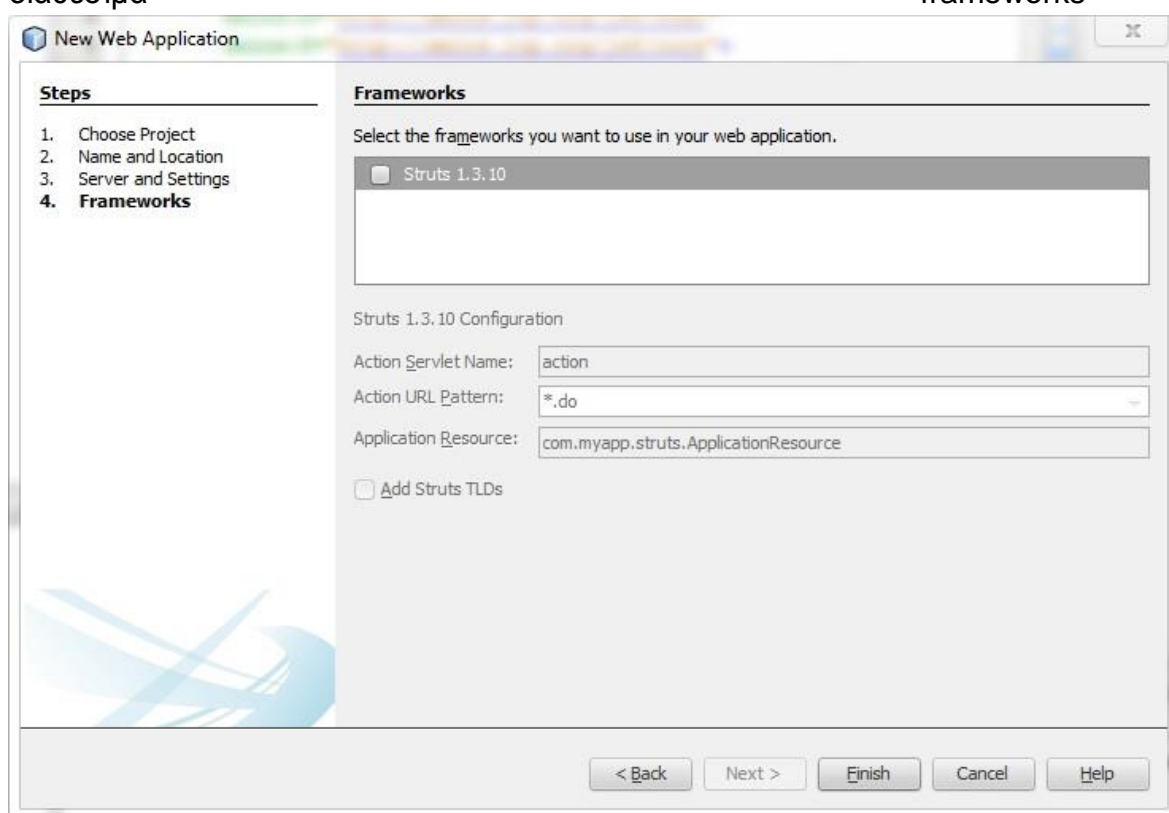 frameworks
New Web Application
Steps
1. Choose Project
2. Name and Location
3. Server and Settings
4. Frameworks
Frameworks
Select the frameworks you want to use in your web application.
Struts 1.3.10
Struts 1.3.10 Configuration
Action Servlet Name: action
Action URL Pattern: *.do
Application Resource: com.myapp.struts.ApplicationResource
Add Struts TLDs
< Back Next > Finish Cancel Help